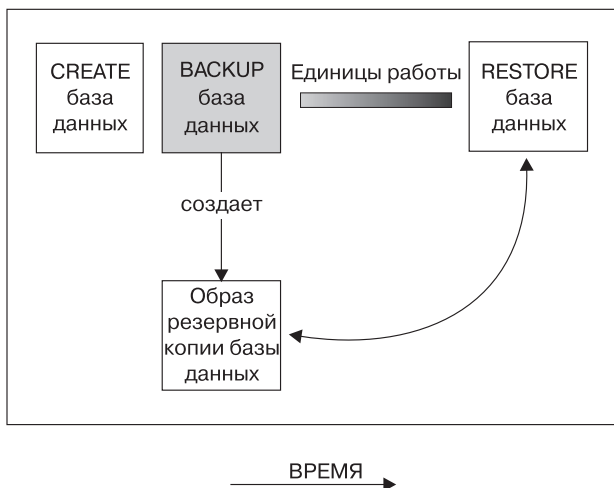 CREATE
база
данных
BACKUP
база
данных
Единицы работы
RESTORE
база
данных
создает
Образ
резервной
копии базы
данных
ВРЕМЯ